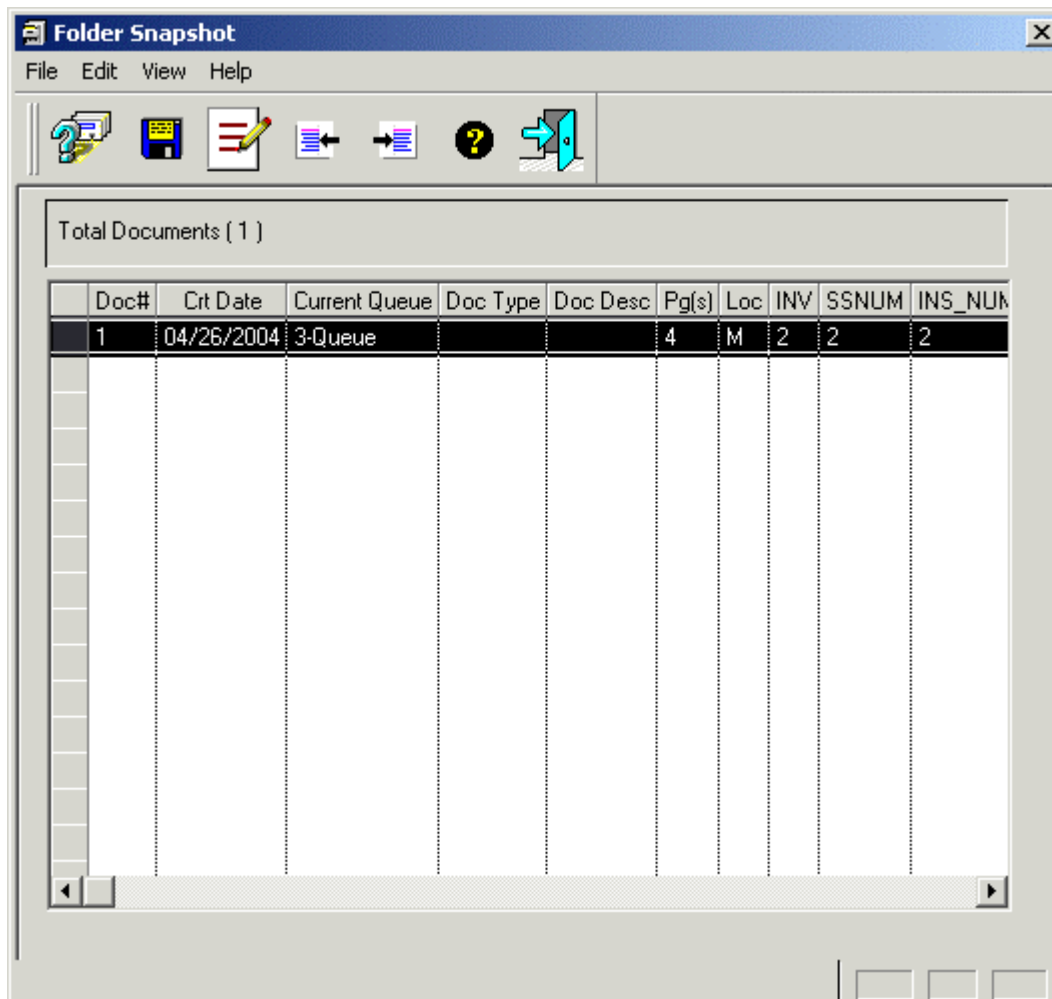 Folder Snapshot
File Edit View Help
Total Documents ( 1 )
Doc# Crt Date Current Queue Doc Type Doc Desc Pg(s) Loc INV SSNUM INS_NUM
1 04/26/2004 3-Queue 4 M 2 2 2